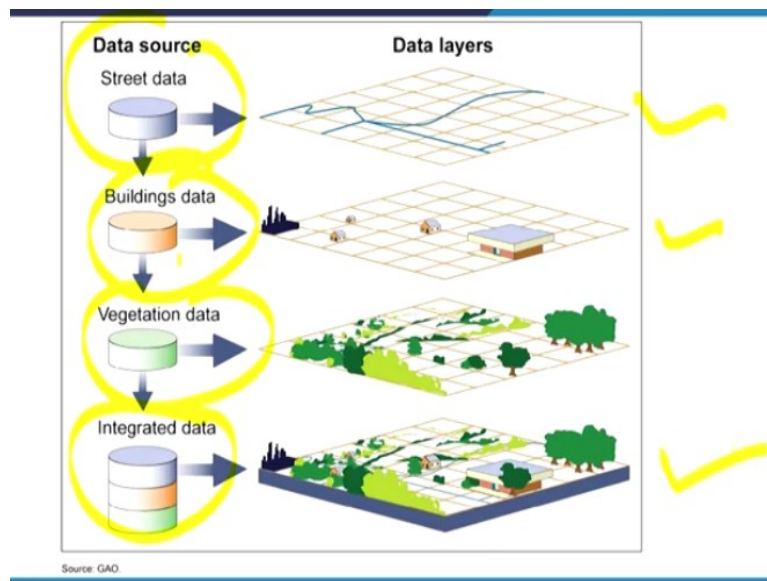 Data source
Data layers
Street data
Buildings data
Vegetation data
Integrated data
Source: GAO.